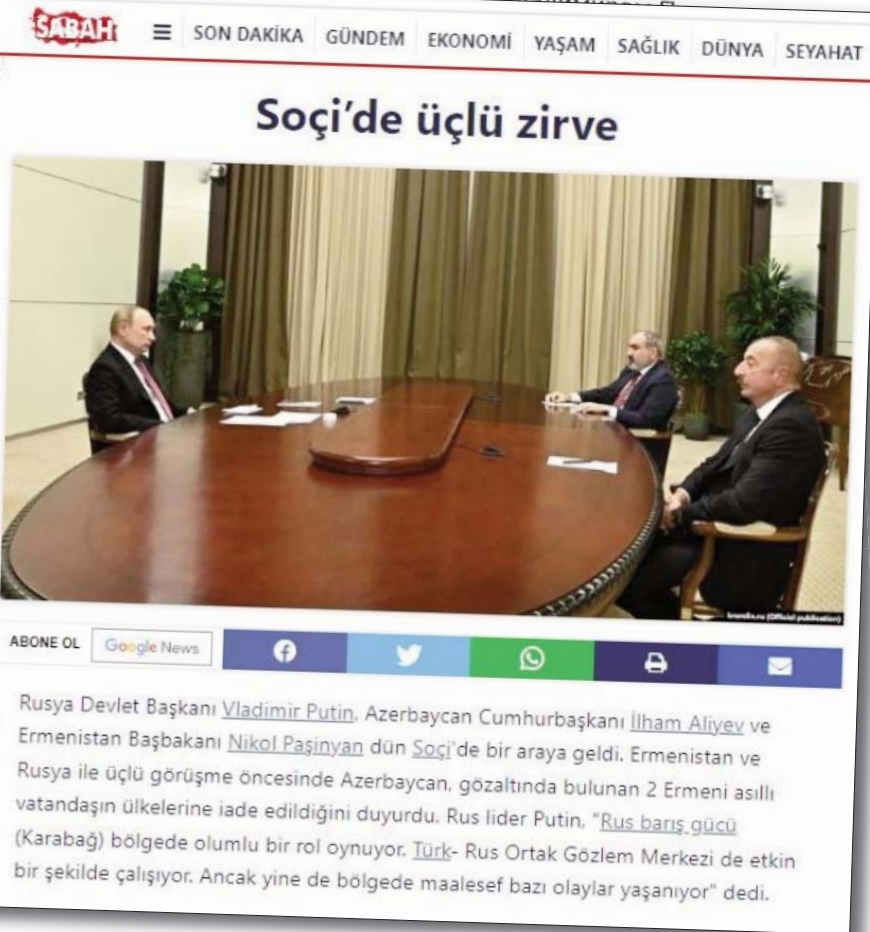 SABAH
SON DAKİKA GÜNDEM EKONOMİ YAŞAM SAĞLIK DÜNYA SEYAHAT
Soçi’de üçlü zirve
(Official publication)
ABONE OL Google News
Rusya Devlet Başkanı Vladimir Putin, Azerbaycan Cumhurbaşkanı İlham Aliyev ve
Ermenistan Başbakanı Nikol Paşinyan dün Soçi'de bir araya geldi. Ermenistan ve
Rusya ile üçlü görüşme öncesinde Azerbaycan, gözaltında bulunan 2 Ermeni asıllı
vatandaşın ülkelerine iade edildiğini duyurdu. Rus lider Putin, "Rus barış gücü
(Karabağ) bölgede olumlu bir rol oynuyor. Türk- Rus Ortak Gözlem Merkezi de etkin
bir şekilde çalışıyor. Ancak yine de bölgede maalesef bazı olaylar yaşanıyor" dedi.